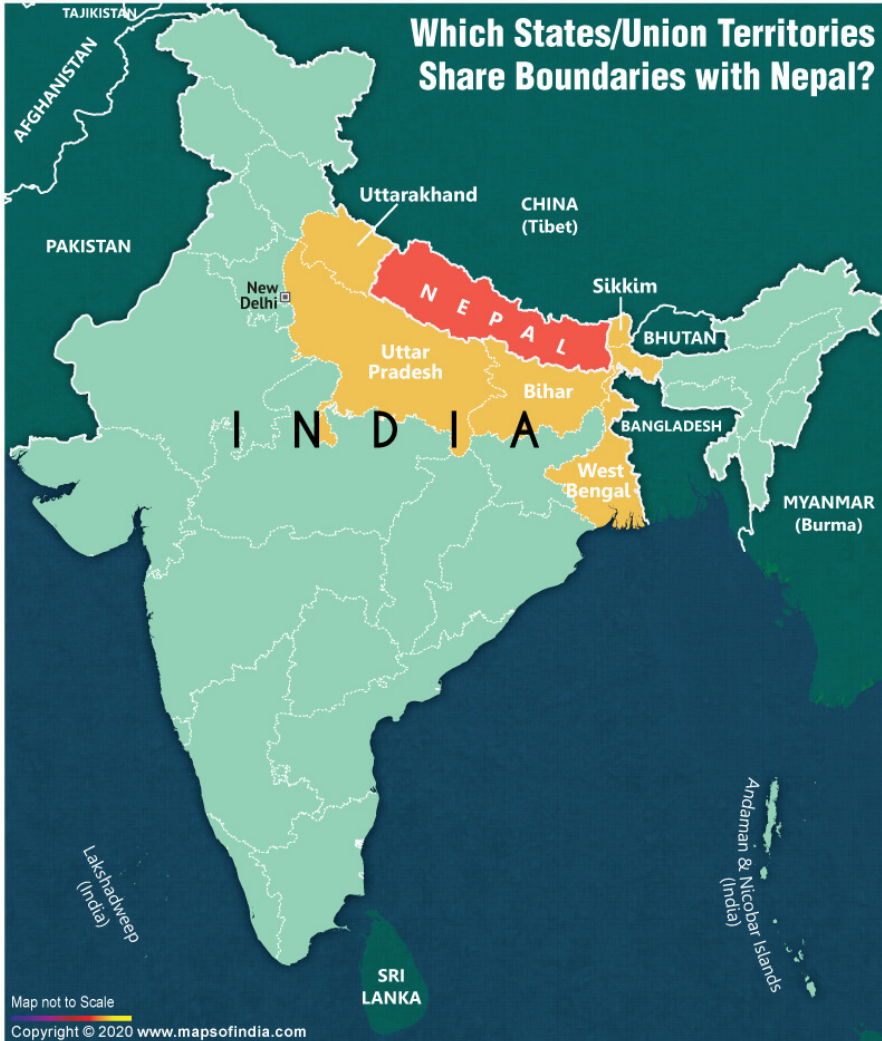 Which States/Union Territories
Share Boundaries with Nepal?
TAJIKISTAN
AFGHANISTAN
PAKISTAN
Uttarakhand
CHINA
(Tibet)
New
Delhi
NEPAL
Sikkim
BHUTAN
Uttar
Pradesh
Bihar
INDIA
BANGLADESH
West
Bengal
MYANMAR
(Burma)
Lakshadweep
(India)
Andaman & Nicobar Islands
(India)
SRI
LANKA
Map not to Scale
Copyright © 2020 www.mapsofindia.com